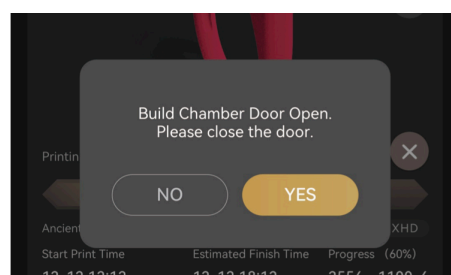 Build Chamber Door Open.
Please close the door.
Printin
NO
YES
Ancient
XHD
Start Print Time
Estimated Finish Time
Progress (60%)